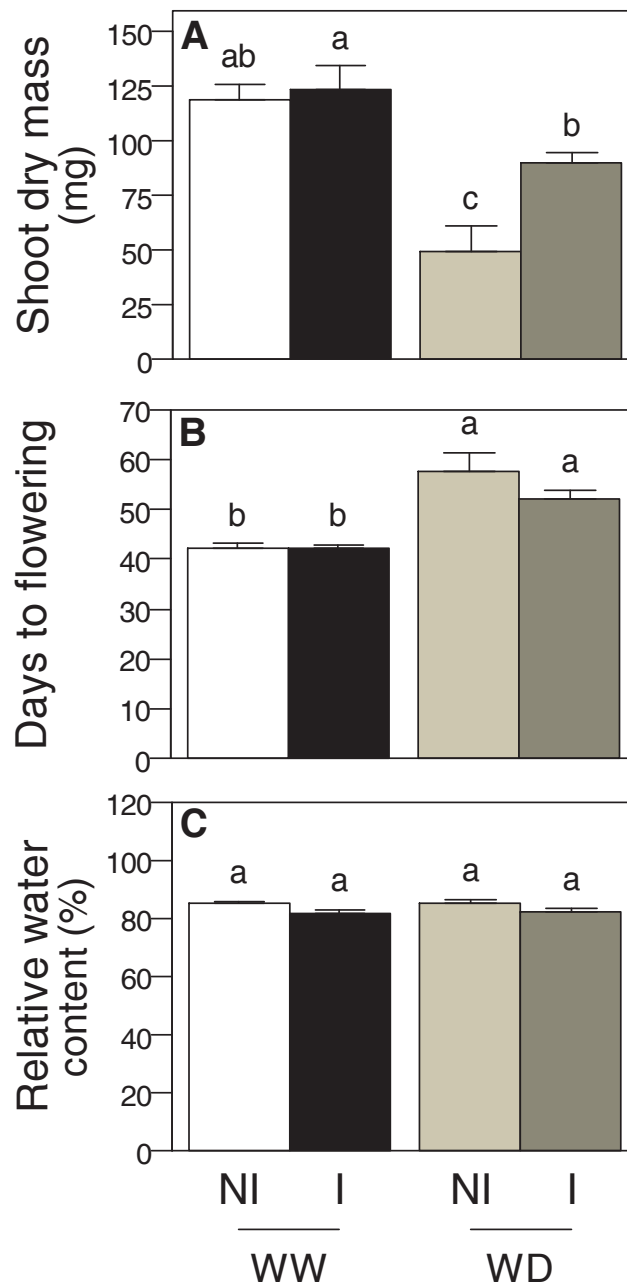 Shoot dry mass
(mg)
150
125
100
75
50
25
0
A
ab
a
c
b
Days to flowering
70
60
50
40
30
20
10
0
B
b
b
a
a
Relative water
content (%)
120
100
80
60
40
20
0
C
a
a
a
a
NI I NI I
WW WD